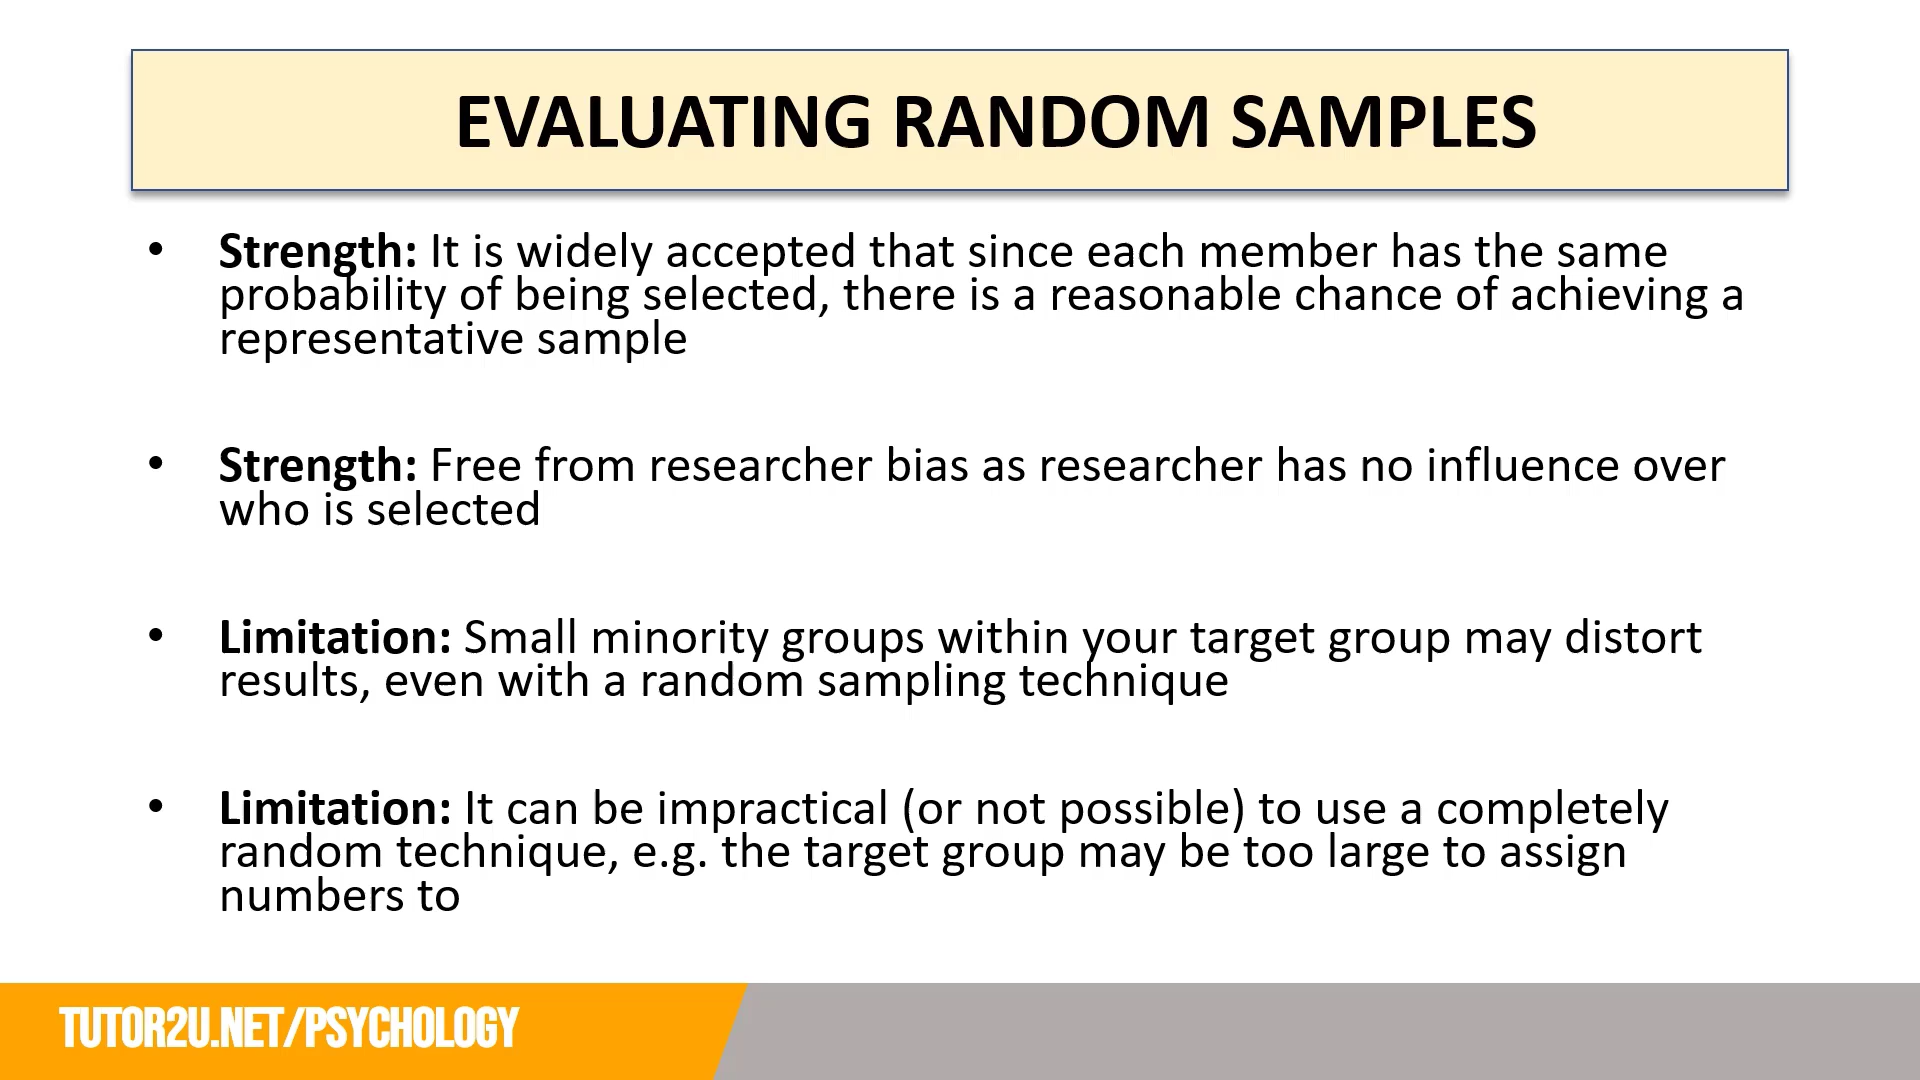 EVALUATING RANDOM SAMPLES
• Strength: It is widely accepted that since each member has the same
probability of being selected, there is a reasonable chance of achieving a
representative sample
• Strength: Free from researcher bias as researcher has no influence over
who is selected
• Limitation: Small minority groups within your target group may distort
results, even with a random sampling technique
• Limitation: It can be impractical (or not possible) to use a completely
random technique, e.g. the target group may be too large to assign
numbers to
TUTOR2U.NET/PSYCHOLOGY